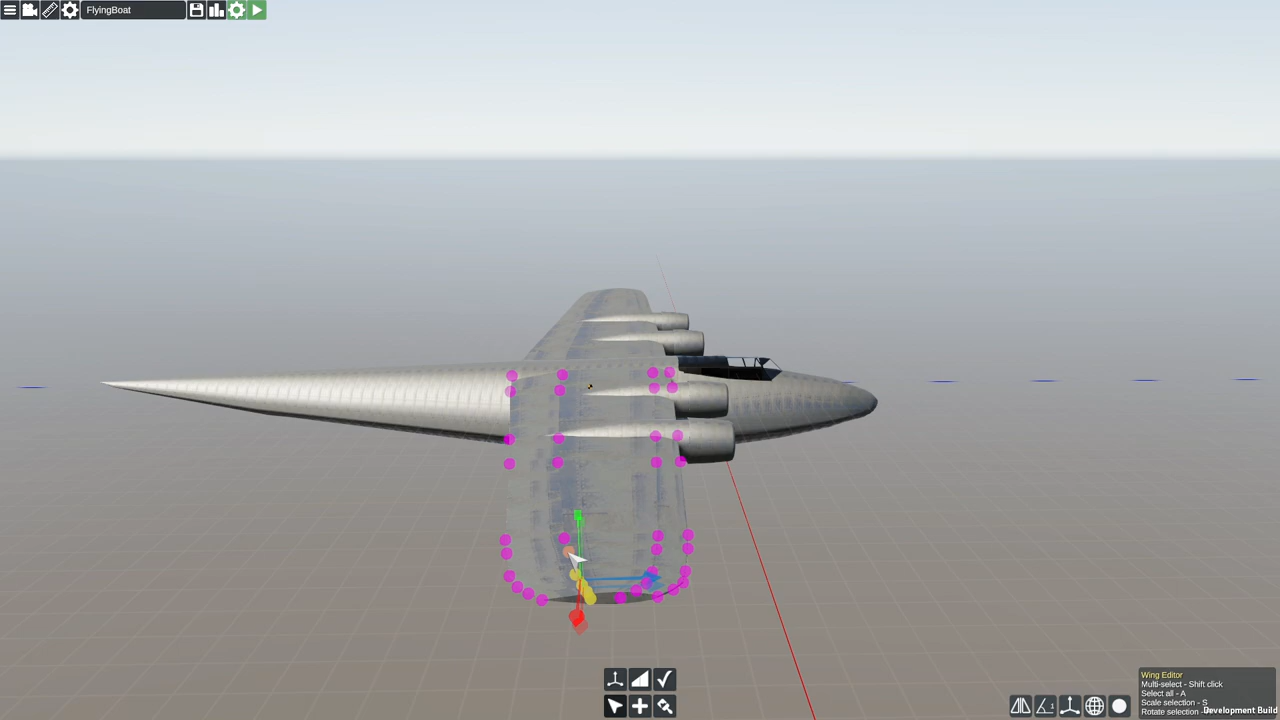 FlyingBoat
Wing Editor
Multi-select - Shift click
Select all - A
Scale selection - S
Rotate selection -
Development Build